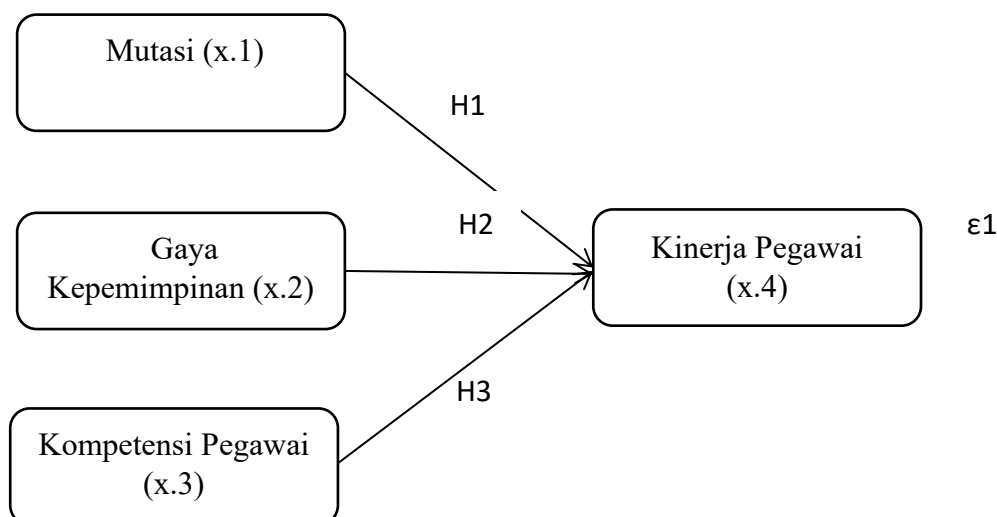 Mutasi (x.1)
H1
H2
Gaya
Kepemimpinan (x.2)
Kinerja Pegawai
(x.4)
ε1
H3
Kompetensi Pegawai
(x.3)